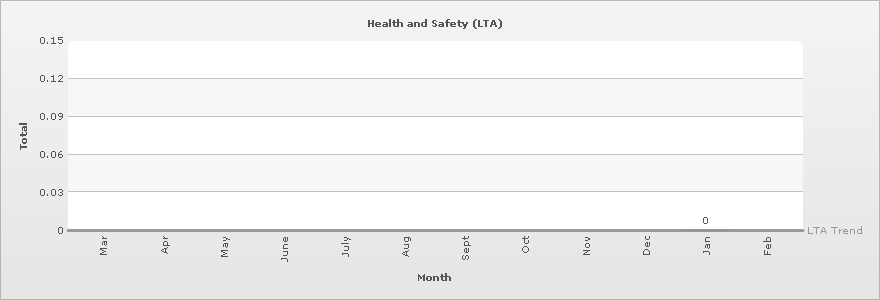 Health and Safety (LTA)
0.15
0.12
0.09
0.06
0.03
0
Total
0
LTA Trend
Mar Apr May June July Aug Sept Oct Nov Dec Jan Feb
Month